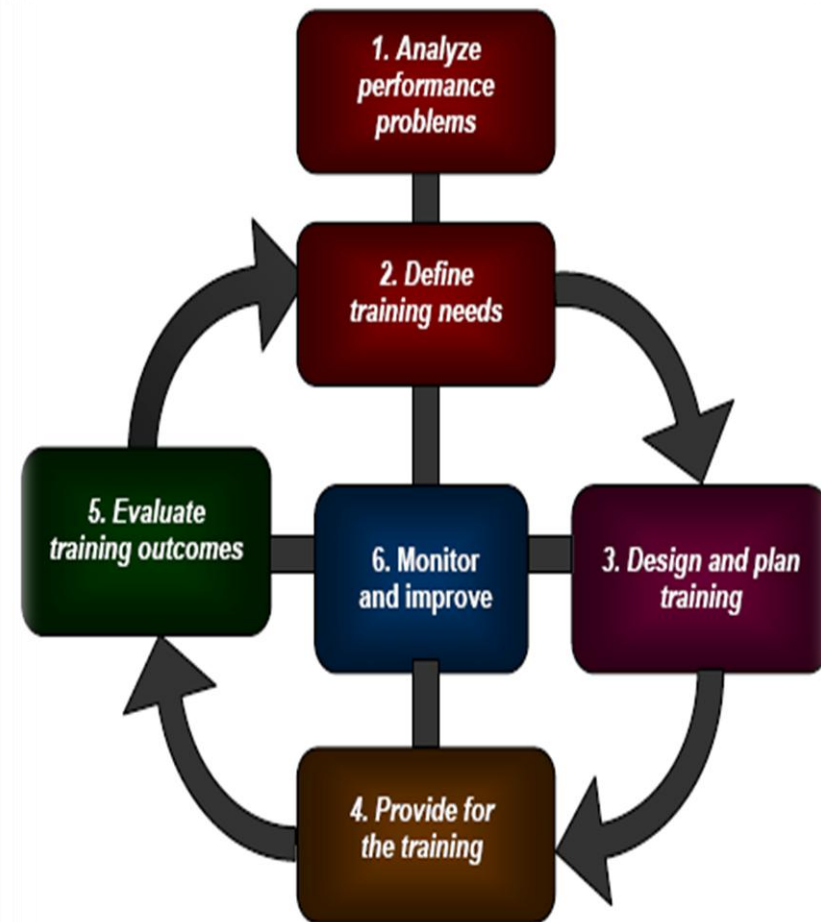 1. Analyze
performance
problems
2. Define
training needs
5. Evaluate
training outcomes
6. Monitor
and improve
3. Design and plan
training
4. Provide for
the training